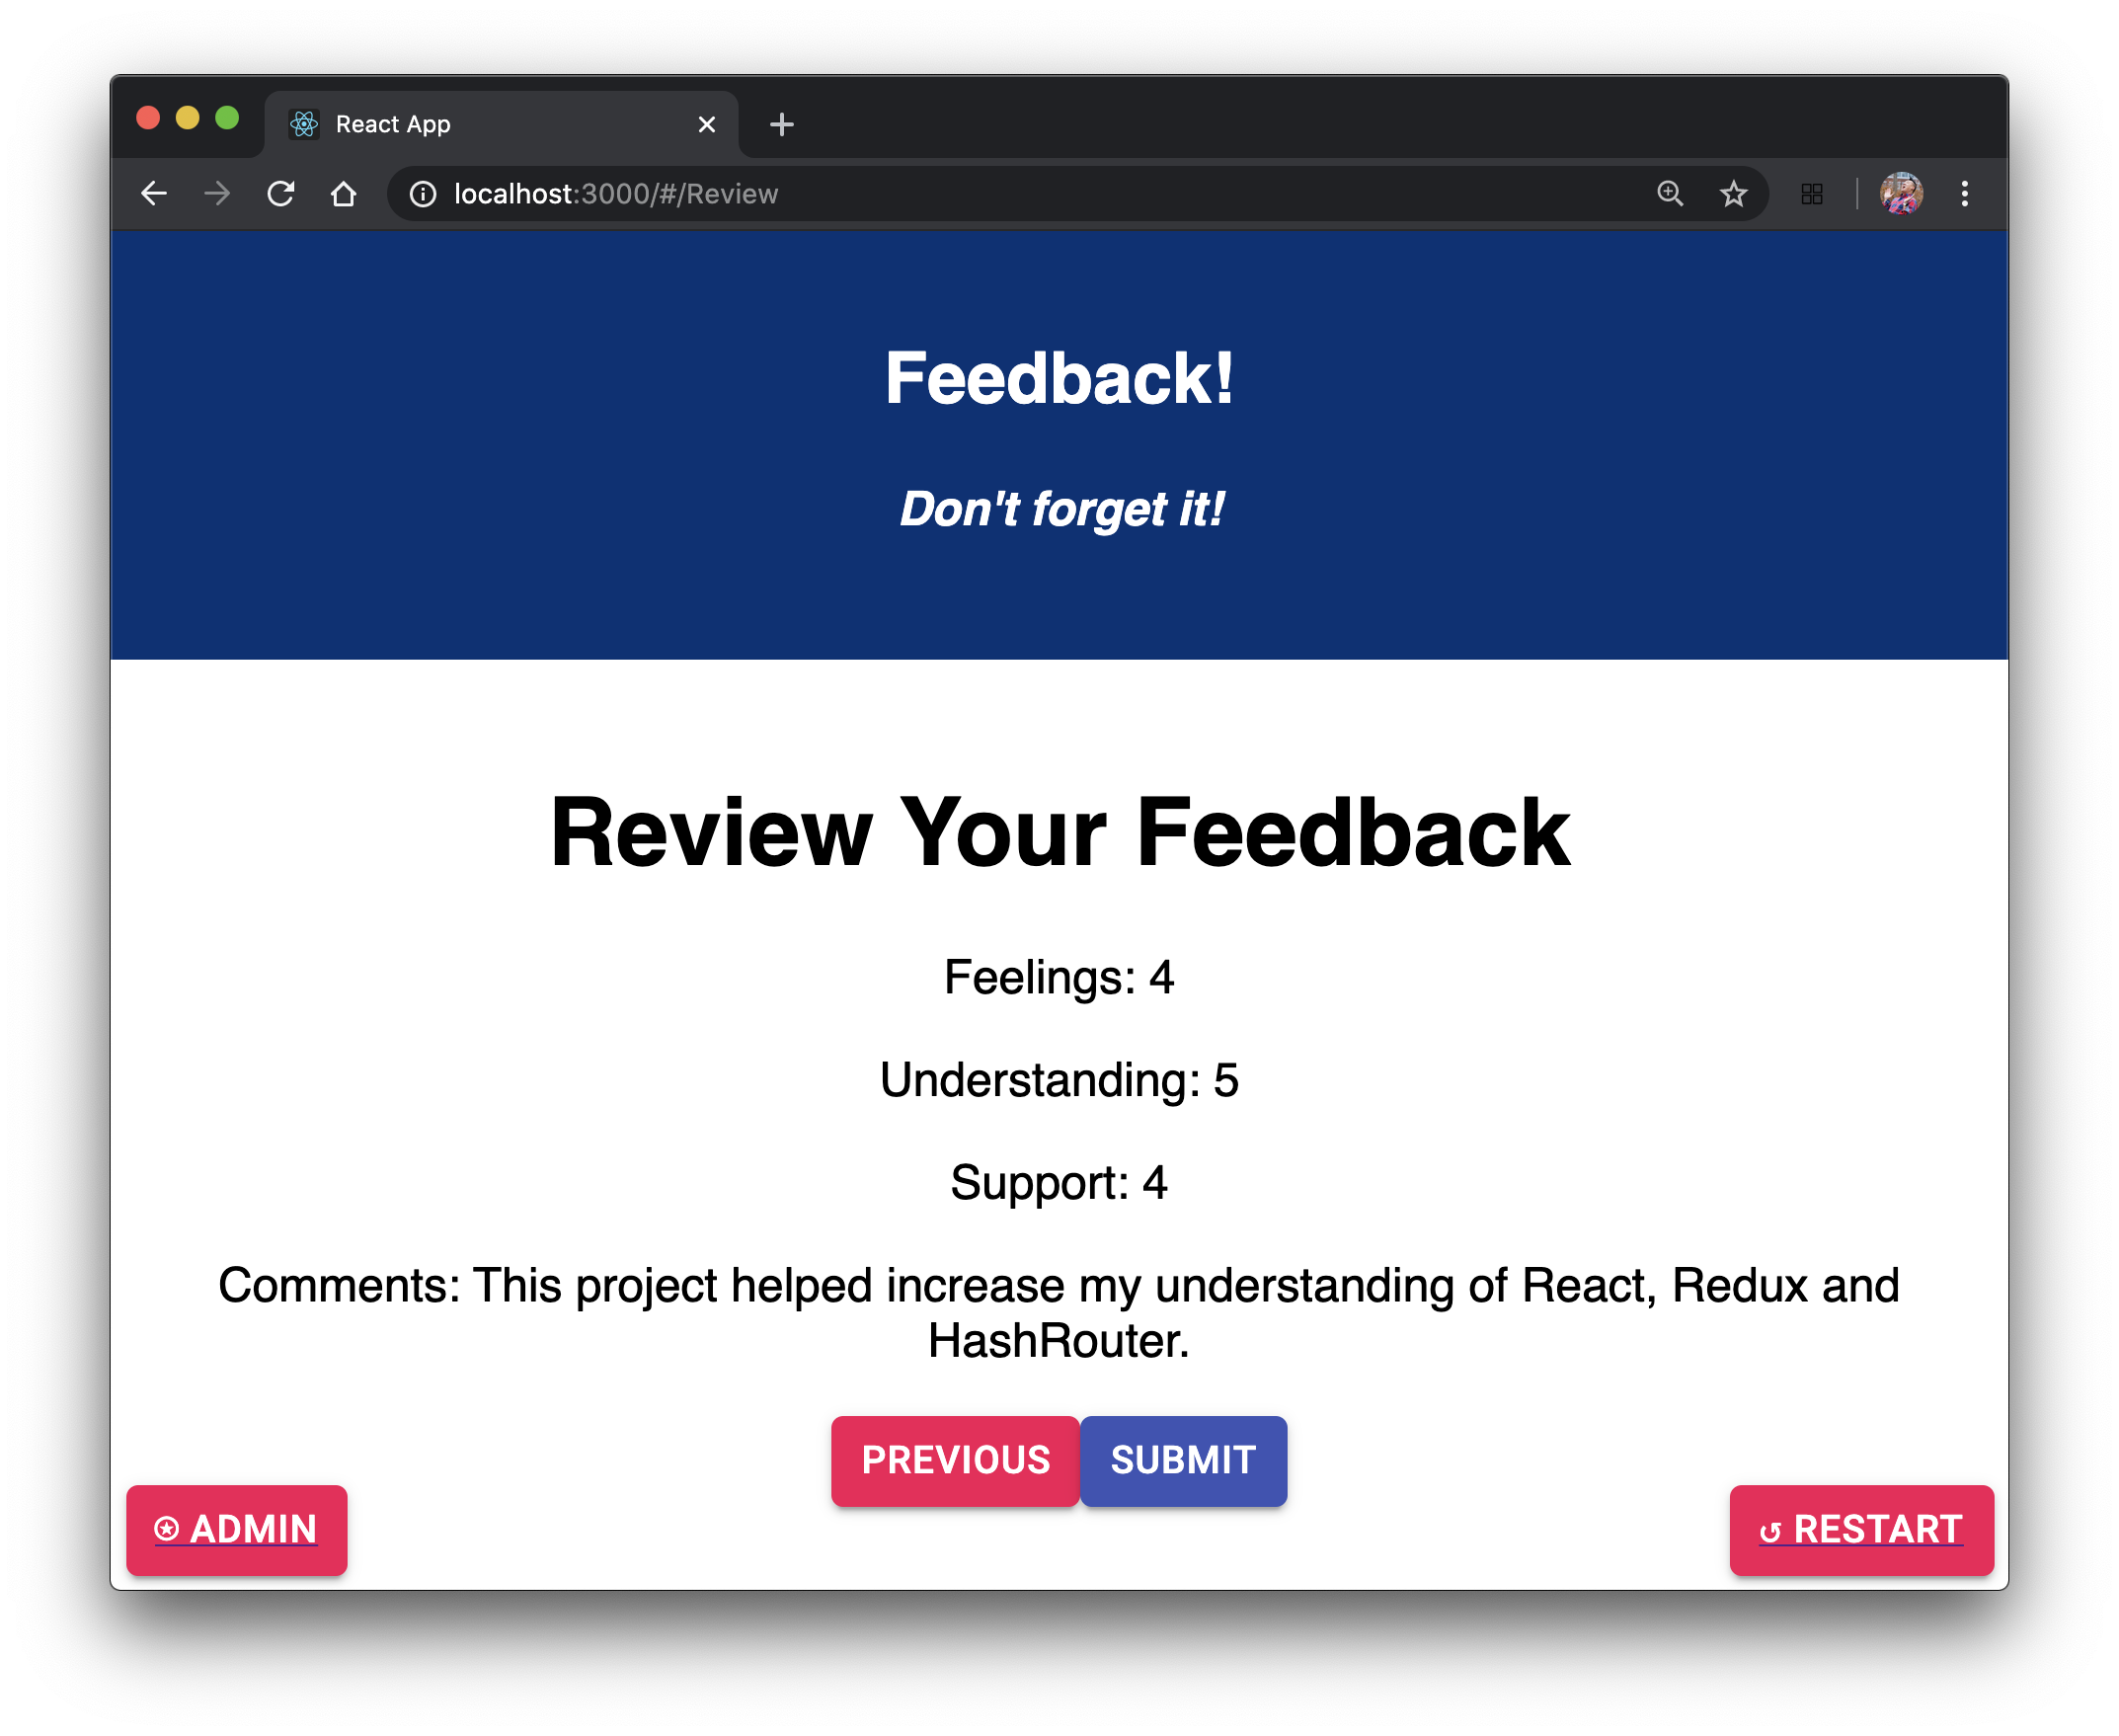 React App
localhost:3000/#/Review
Feedback!
Don't forget it!
Review Your Feedback
Feelings: 4
Understanding: 5
Support: 4
Comments: This project helped increase my understanding of React, Redux and
HashRouter.
PREVIOUS SUBMIT
✪ ADMIN
↺ RESTART